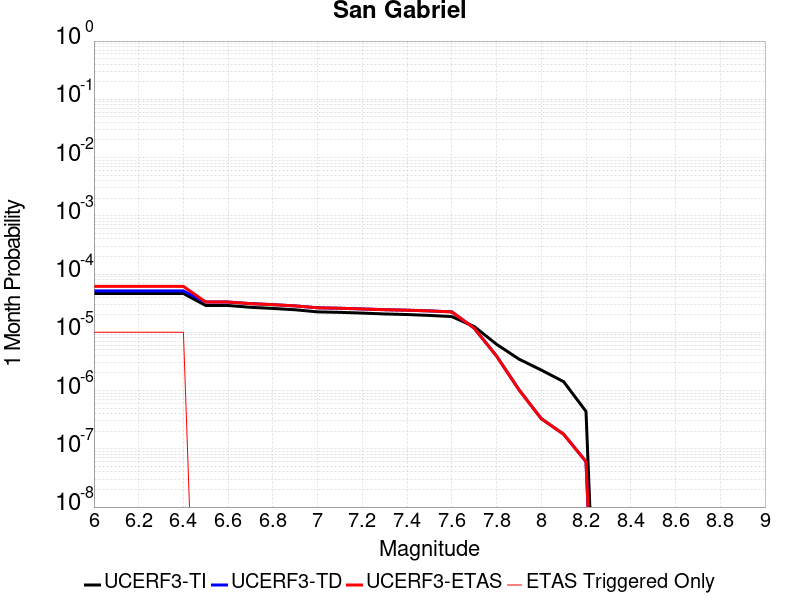 San Gabriel
1 Month Probability
10^0
10^-1
10^-2
10^-3
10^-4
10^-5
10^-6
10^-7
10^-8
6 6.2 6.4 6.6 6.8 7 7.2 7.4 7.6 7.8 8 8.2 8.4 8.6 8.8 9
Magnitude
UCERF3-TI UCERF3-TD UCERF3-ETAS ETAS Triggered Only